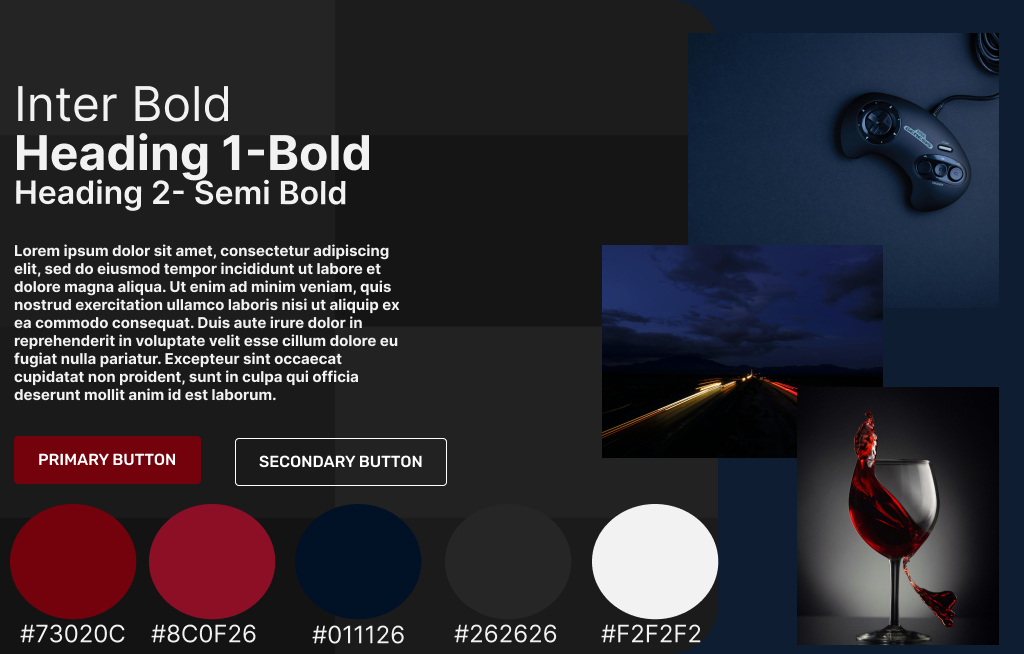 Inter Bold
Heading 1-Bold
Heading 2- Semi Bold
Lorem ipsum dolor sit amet, consectetur adipiscing
elit, sed do eiusmod tempor incididunt ut labore et
dolore magna aliqua. Ut enim ad minim veniam, quis
nostrud exercitation ullamco laboris nisi ut aliquip ex
ea commodo consequat. Duis aute irure dolor in
reprehenderit in voluptate velit esse cillum dolore eu
fugiat nulla pariatur. Excepteur sint occaecat
cupidatat non proident, sunt in culpa qui officia
deserunt mollit anim id est laborum.
PRIMARY BUTTON
SECONDARY BUTTON
#73020C
#8C0F26
#011126
#262626
#F2F2F2